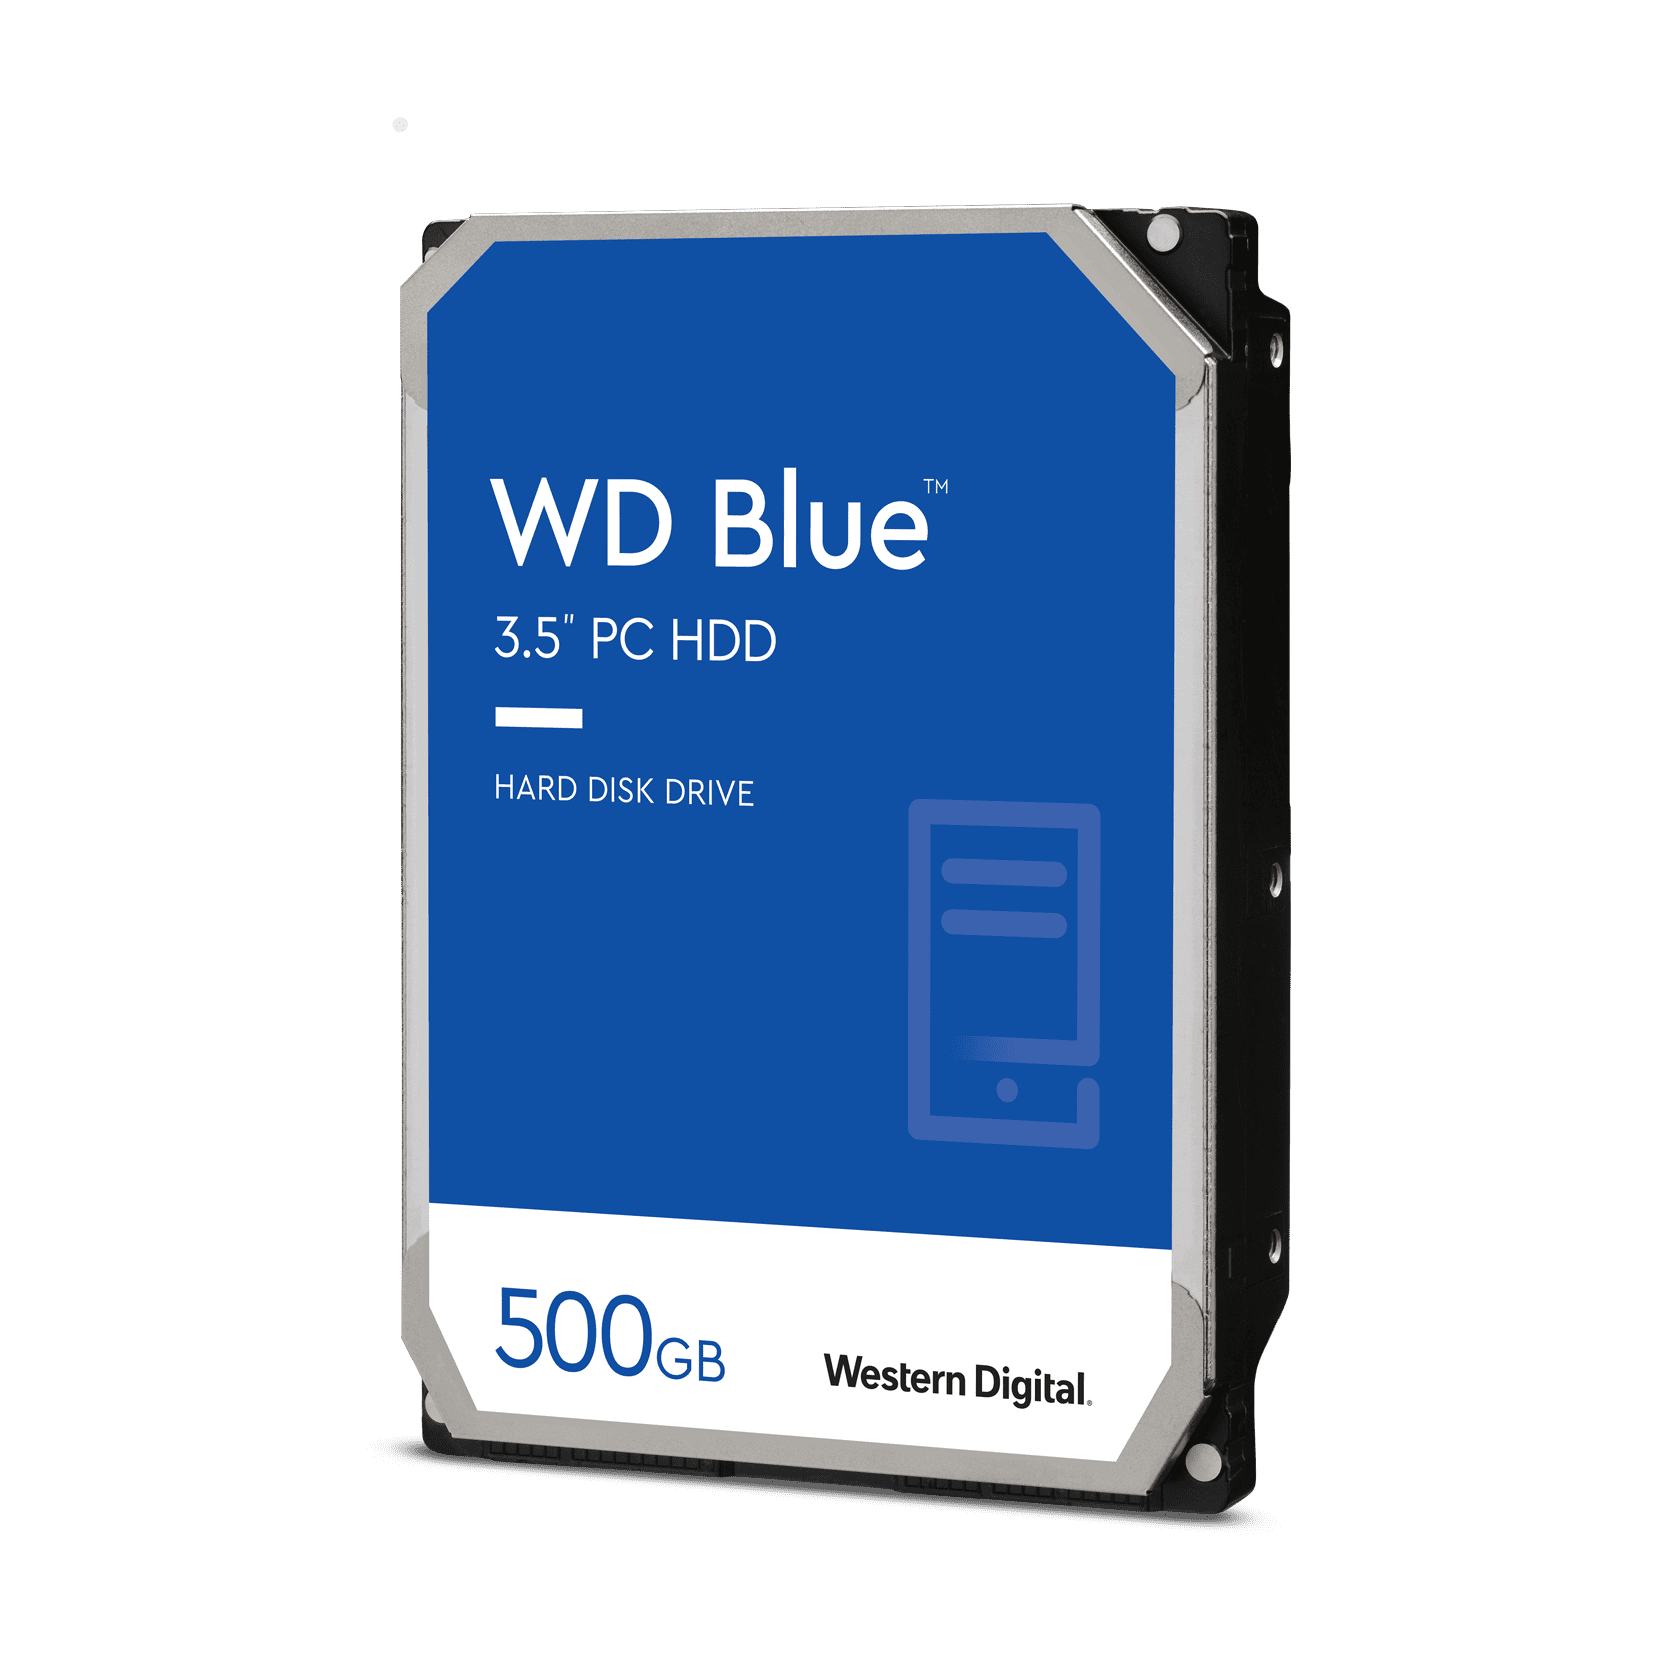 WD Blue™
3.5" PC HDD
HARD DISK DRIVE
500GB
Western Digital®